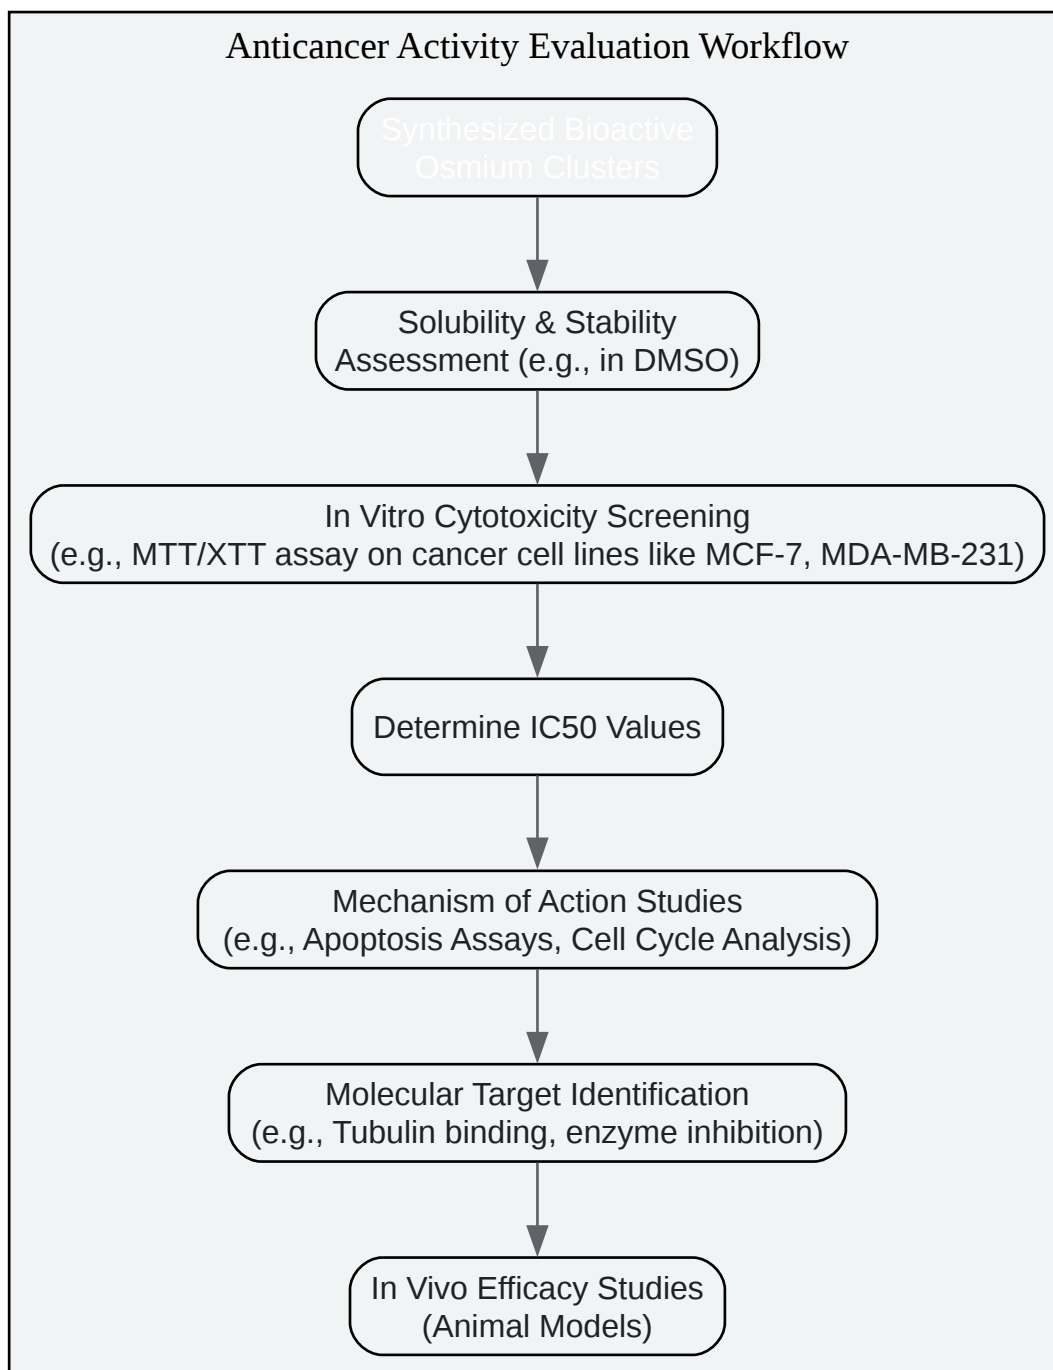 Anticancer Activity Evaluation Workflow
Synthesized Bioactive
Osmium Clusters
Solubility & Stability
Assessment (e.g., in DMSO)
In Vitro Cytotoxicity Screening
(e.g., MTT/XTT assay on cancer cell lines like MCF-7, MDA-MB-231)
Determine IC50 Values
Mechanism of Action Studies
(e.g., Apoptosis Assays, Cell Cycle Analysis)
Molecular Target Identification
(e.g., Tubulin binding, enzyme inhibition)
In Vivo Efficacy Studies
(Animal Models)